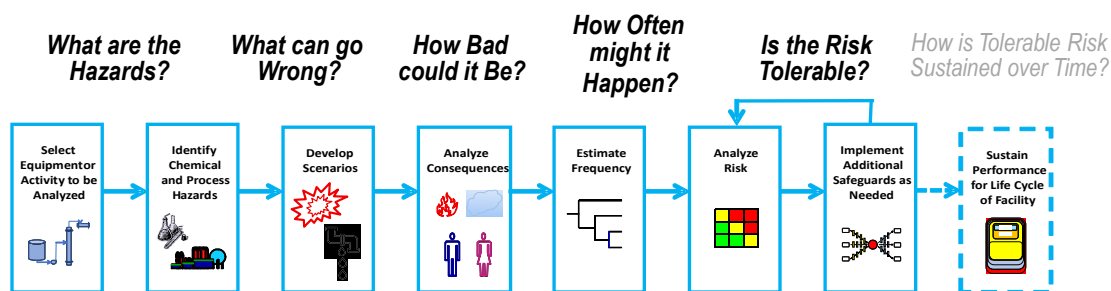 What are the
Hazards?
What can go
Wrong?
How Bad
could it Be?
How Often
might it
Happen?
Is the Risk
Tolerable?
How is Tolerable Risk
Sustained over Time?
Select
Equipmentor
Activity to be
Analyzed
Identify
Chemical
and Process
Hazards
Develop
Scenarios
Analyze
Consequences
Estimate
Frequency
Analyze
Risk
Implement
Additional
Safeguards as
Needed
Sustain
Performance
for Life Cycle
of Facility